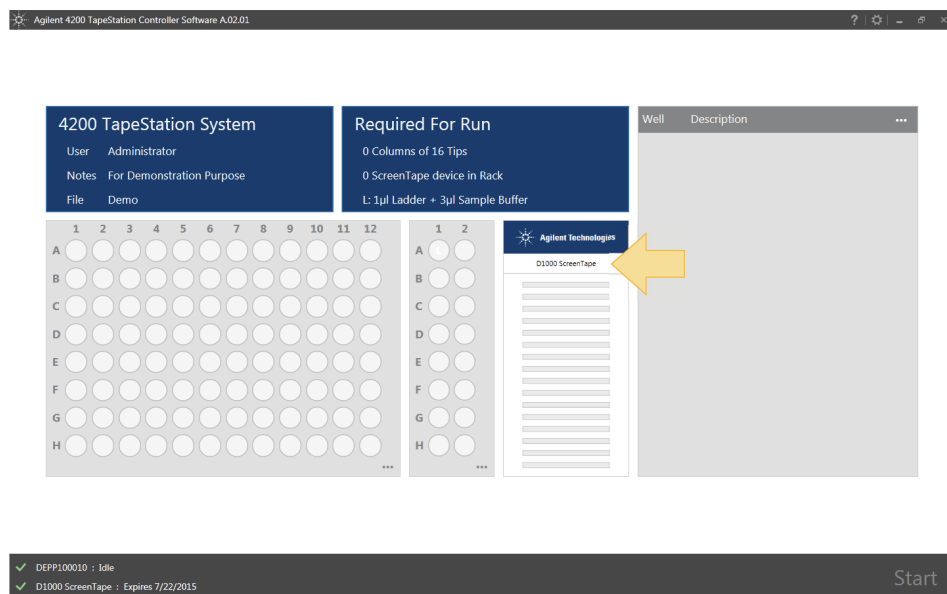 Agilent 4200 TapeStation Controller Software A.02.01
?
4200 TapeStation System
User Administrator
Notes For Demonstration Purpose
File Demo
Required For Run
0 Columns of 16 Tips
0 ScreenTape device in Rack
L: 1µl Ladder + 3µl Sample Buffer
Well Description ...
1 2 3 4 5 6 7 8 9 10 11 12
A
B
C
D
E
F
G
H
...
1 2
A L
B
C
D
E
F
G
H
...
Agilent Technologies
D1000 ScreenTape
DEPP100010 : Idle
D1000 ScreenTape : Expires 7/22/2015
Start